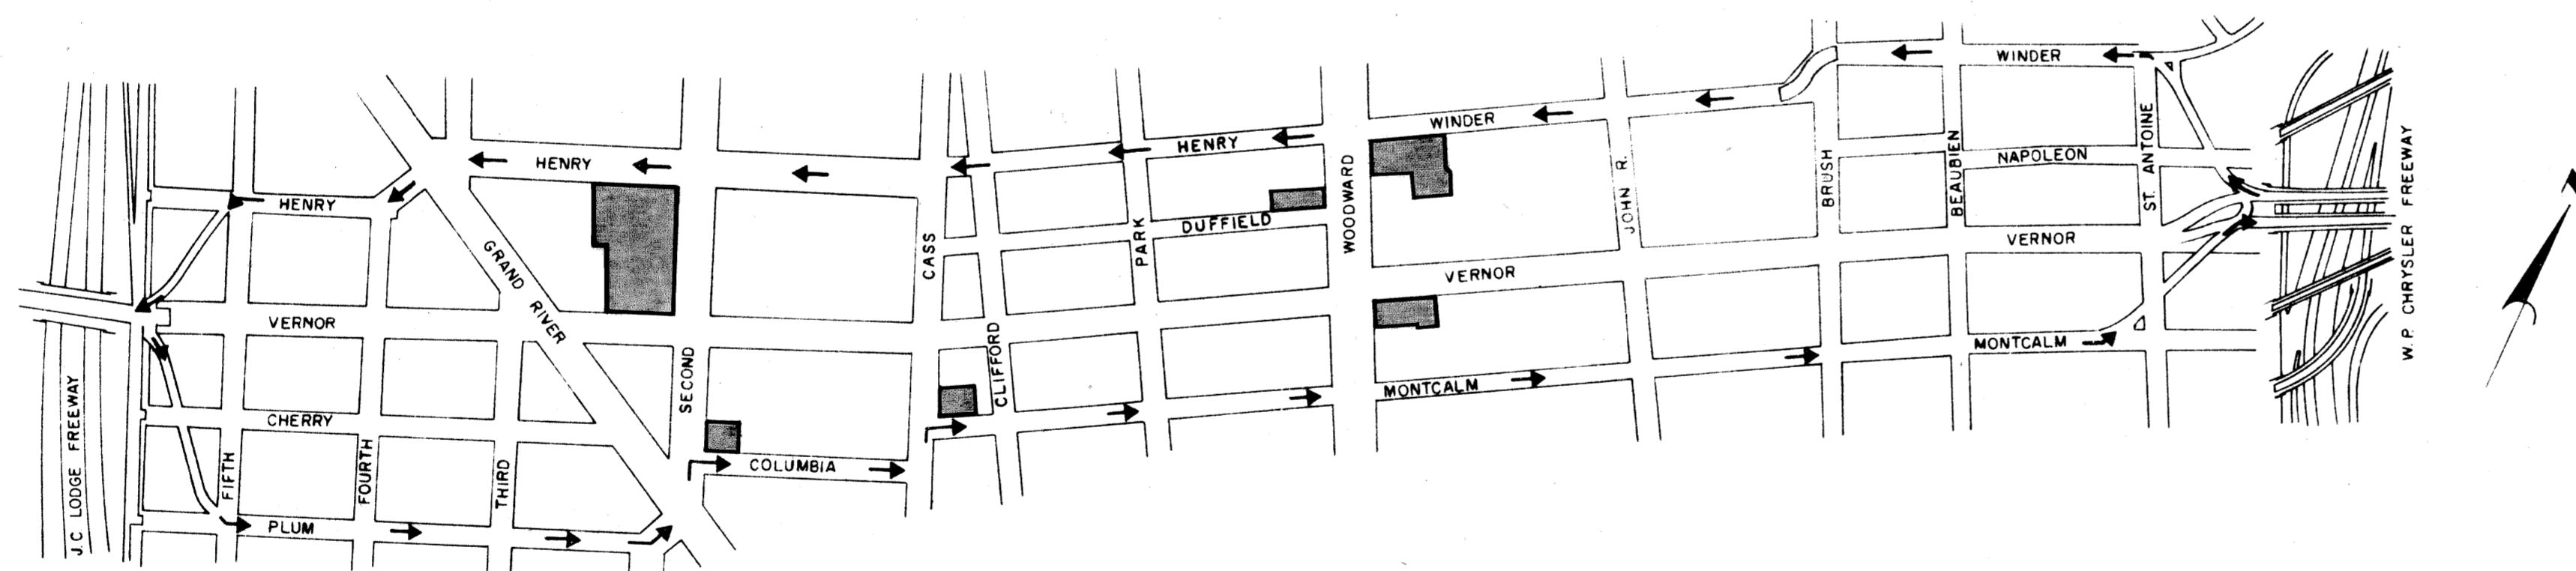 WINDER
WINDER
HENRY
HENRY
HENRY
NAPOLEON
DUFFIELD
VERNOR
VERNOR
VERNOR
MONTCALM
MONTCALM
CHERRY
COLUMBIA
PLUM
J.C LODGE FREEWAY
FIFTH
FOURTH
THIRD
GRAND RIVER
SECOND
CASS
CLIFFORD
PARK
WOODWARD
JOHN R.
BRUSH
BEAUBIEN
ST. ANTOINE
W. P. CHRYSLER FREEWAY